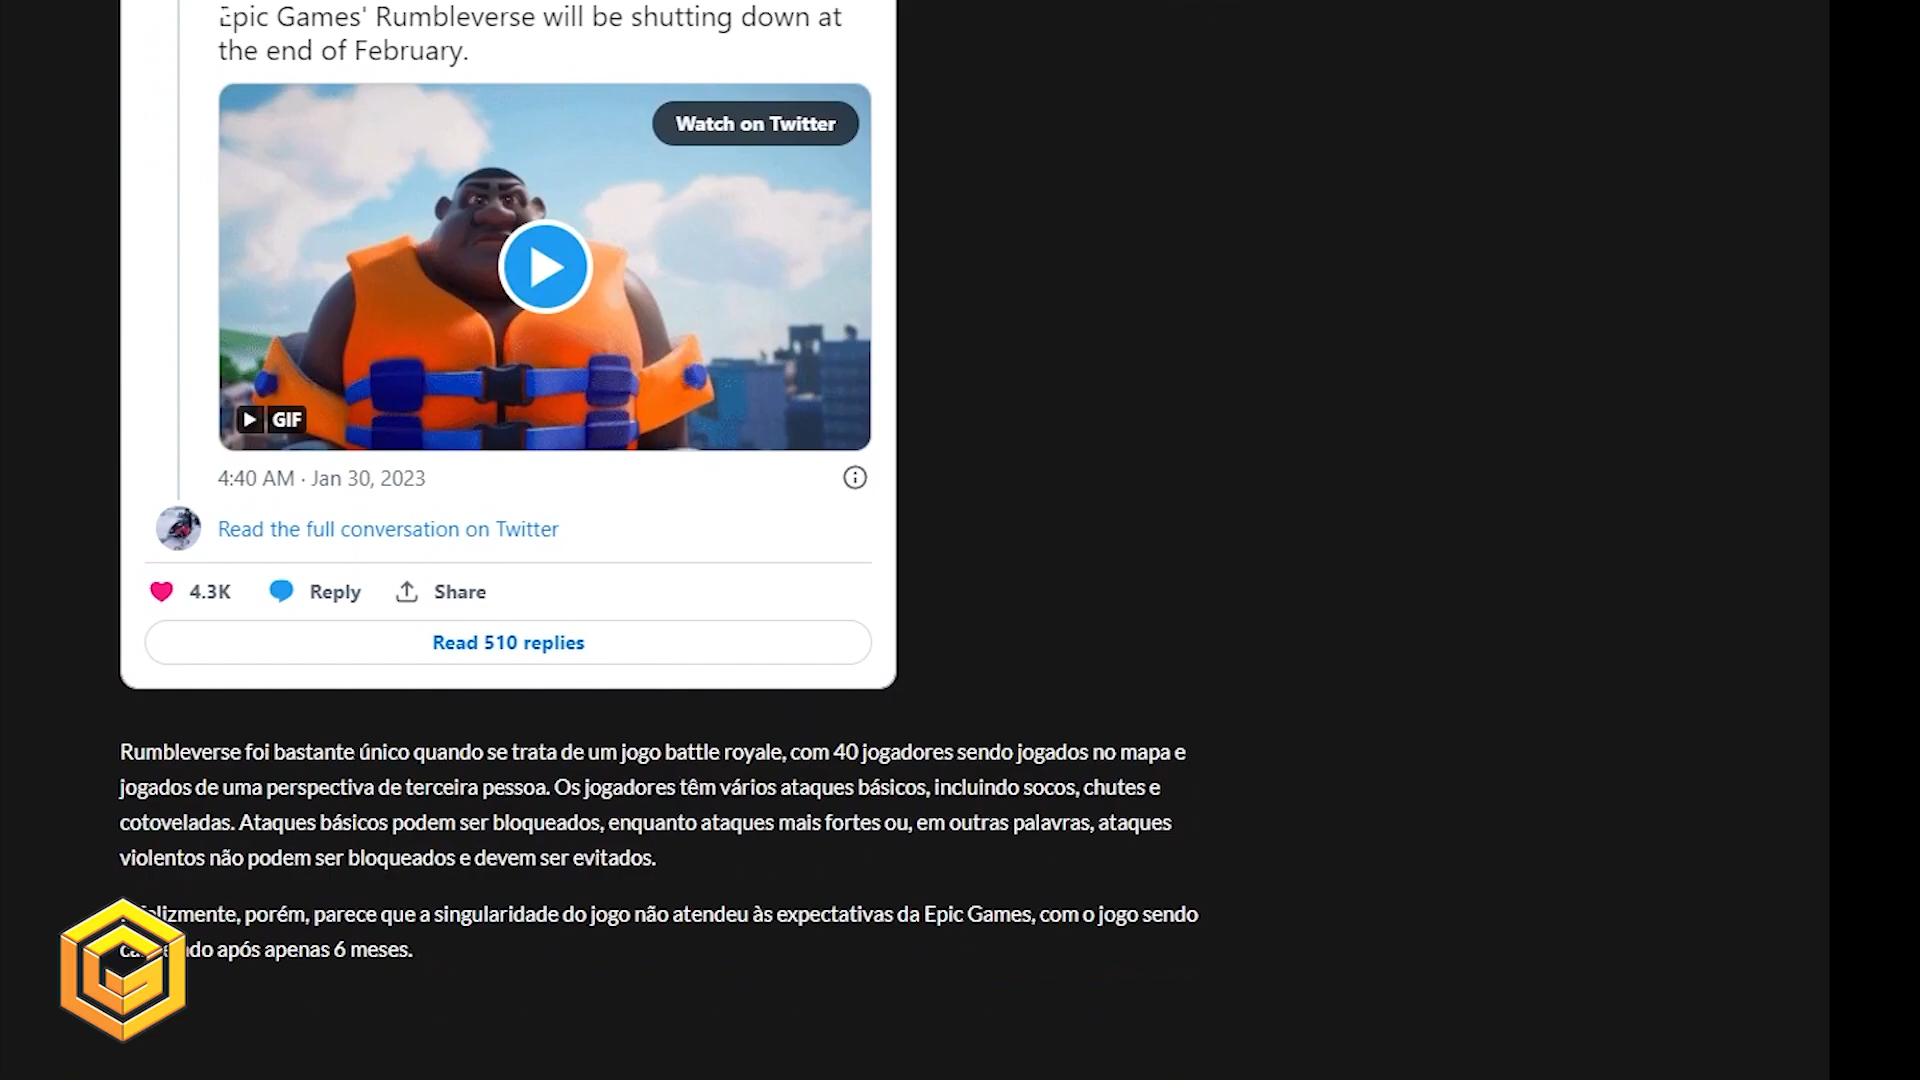 Epic Games' Rumbleverse will be shutting down at
the end of February.
Watch on Twitter
GIF
4:40 AM · Jan 30, 2023
Read the full conversation on Twitter
4.3K Reply Share
Read 510 replies
Rumbleverse foi bastante único quando se trata de um jogo battle royale, com 40 jogadores sendo jogados no mapa e
jogados de uma perspectiva de terceira pessoa. Os jogadores têm vários ataques básicos, incluindo socos, chutes e
cotoveladas. Ataques básicos podem ser bloqueados, enquanto ataques mais fortes ou, em outras palavras, ataques
violentos não podem ser bloqueados e devem ser evitados.
porém, parece que a singularidade do jogo não atendeu às expectativas da Epic Games, com o jogo sendo
após apenas 6 meses.